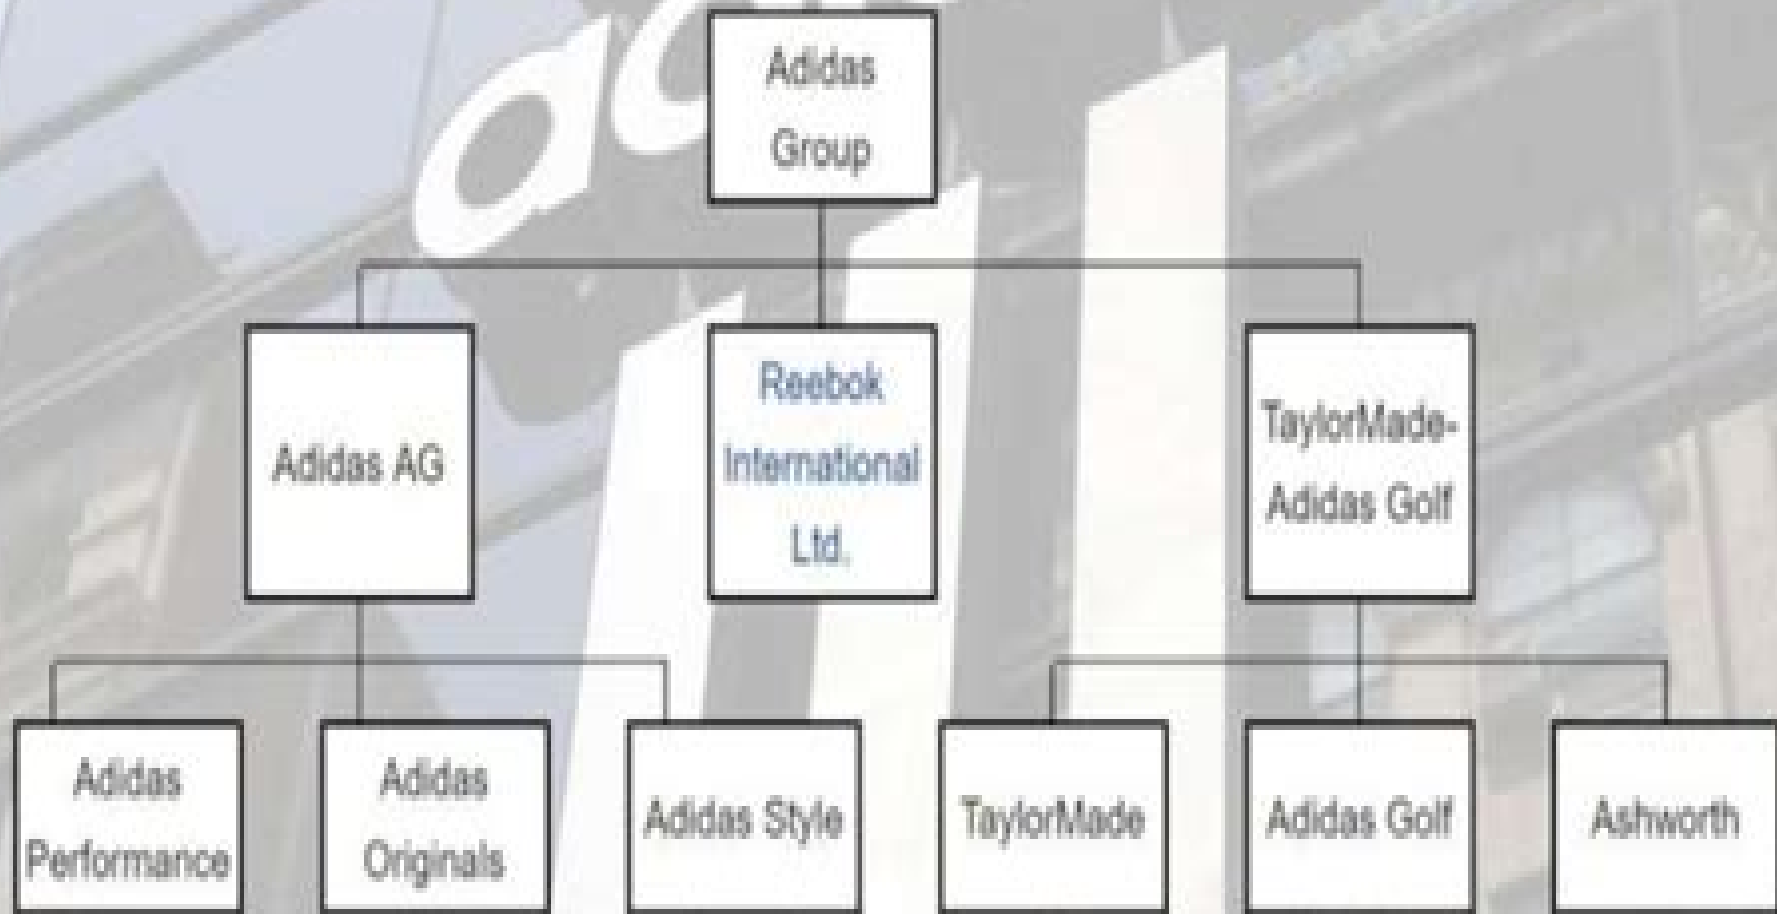 Adidas
Group
Adidas AG
Reebok
International
Ltd.
TaylorMade-
Adidas Golf
Adidas
Performance
Adidas
Originals
Adidas Style
TaylorMade
Adidas Golf
Ashworth